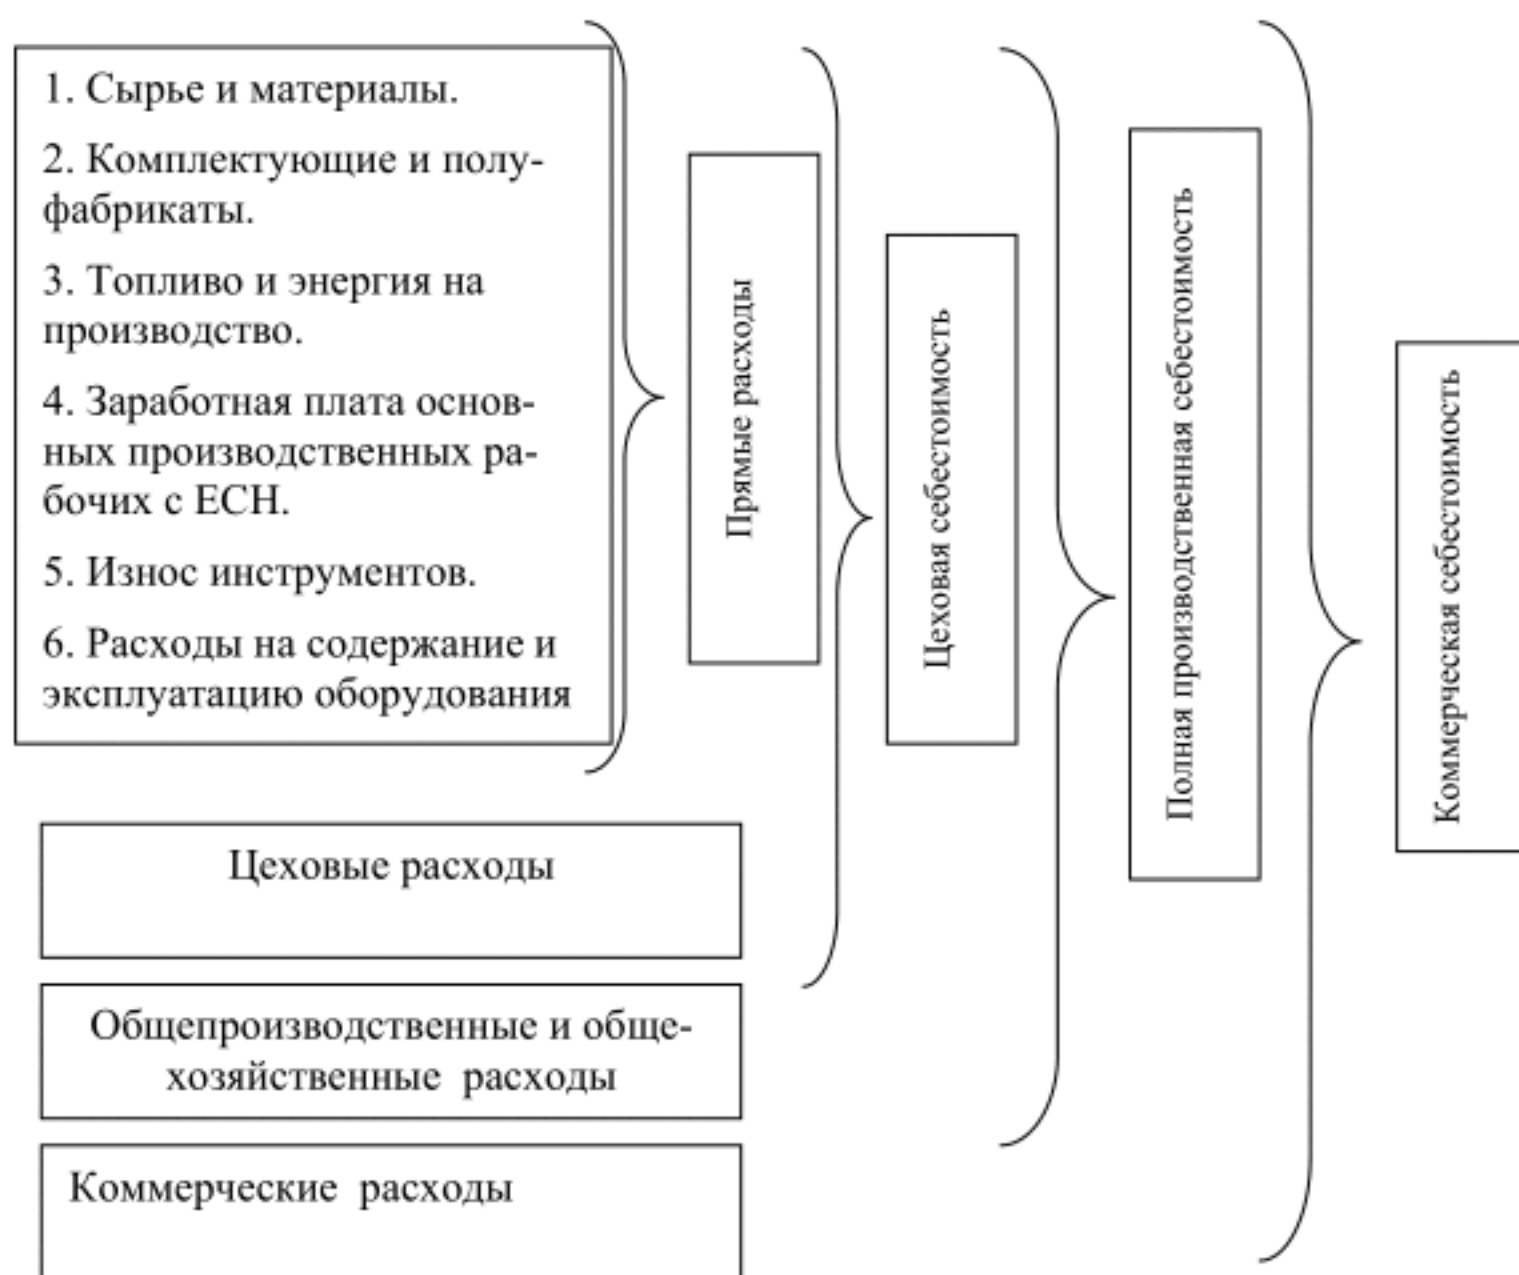 1. Сырье и материалы.
2. Комплектующие и полу-
фабрикаты.
3. Топливо и энергия на
производство.
4. Заработная плата основ-
ных производственных ра-
бочих с ЕСН.
5. Износ инструментов.
6. Расходы на содержание и
эксплуатацию оборудования
Прямые расходы
Цеховая себестоимость
Полная производственная себестоимость
Коммерческая себестоимость
Цеховые расходы
Общепроизводственные и обще-
хозяйственные расходы
Коммерческие расходы